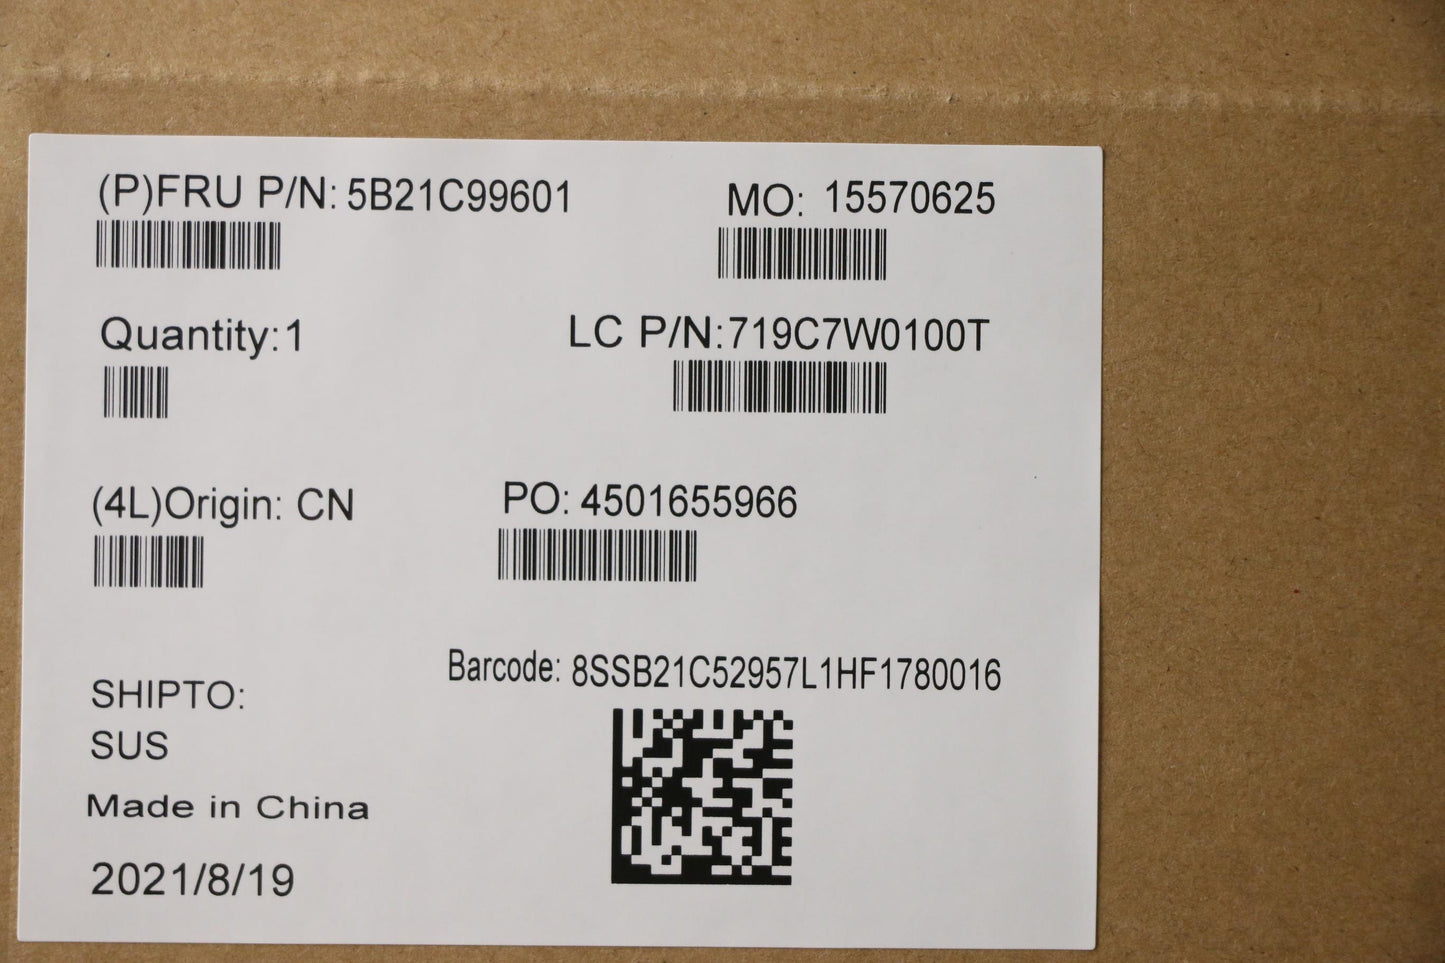 (P)FRU P/N: 5B21C99601
MO: 15570625
Quantity:1
LC P/N:719C7W0100T
(4L)Origin: CN
PO: 4501655966
Barcode: 8SSB21C52957L1HF1780016
SHIPTO:
SUS
Made in China
2021/8/19